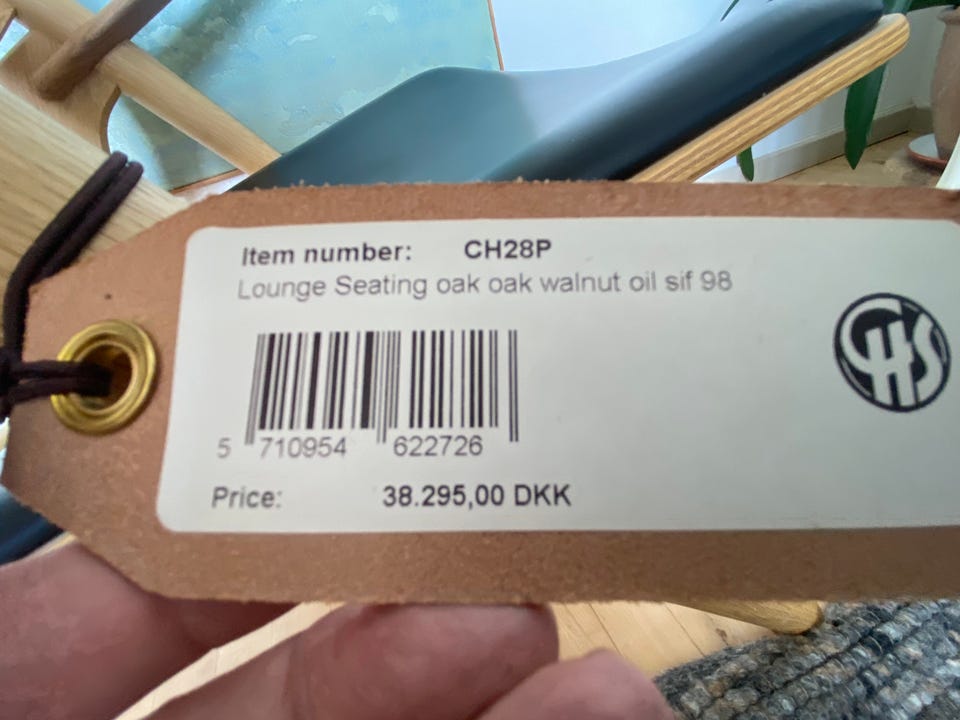 Item number: CH28P
Lounge Seating oak oak walnut oil sif 98
CHS
5 710954 622726
Price: 38.295,00 DKK